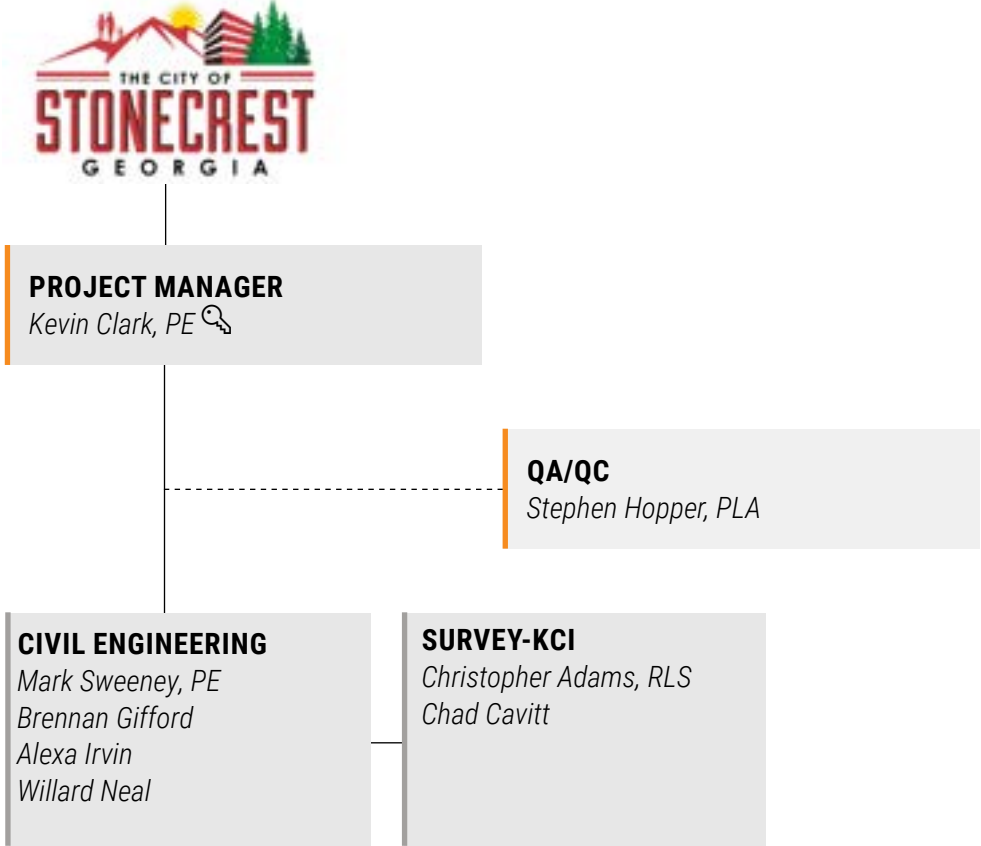 THE CITY OF
STONECREST
GEORGIA
PROJECT MANAGER
Kevin Clark, PE
QA/QC
Stephen Hopper, PLA
CIVIL ENGINEERING
Mark Sweeney, PE
Brennan Gifford
Alexa Irvin
Willard Neal
SURVEY-KCI
Christopher Adams, RLS
Chad Cavitt